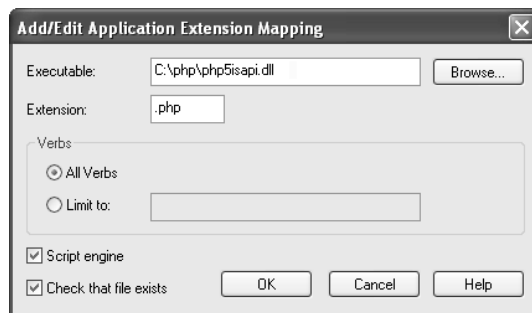 Add/Edit Application Extension Mapping
Executable: C:\php\php5isapi.dll Browse...
Extension: .php
Verbs
All Verbs
Limit to:
Script engine
Check that file exists OK Cancel Help